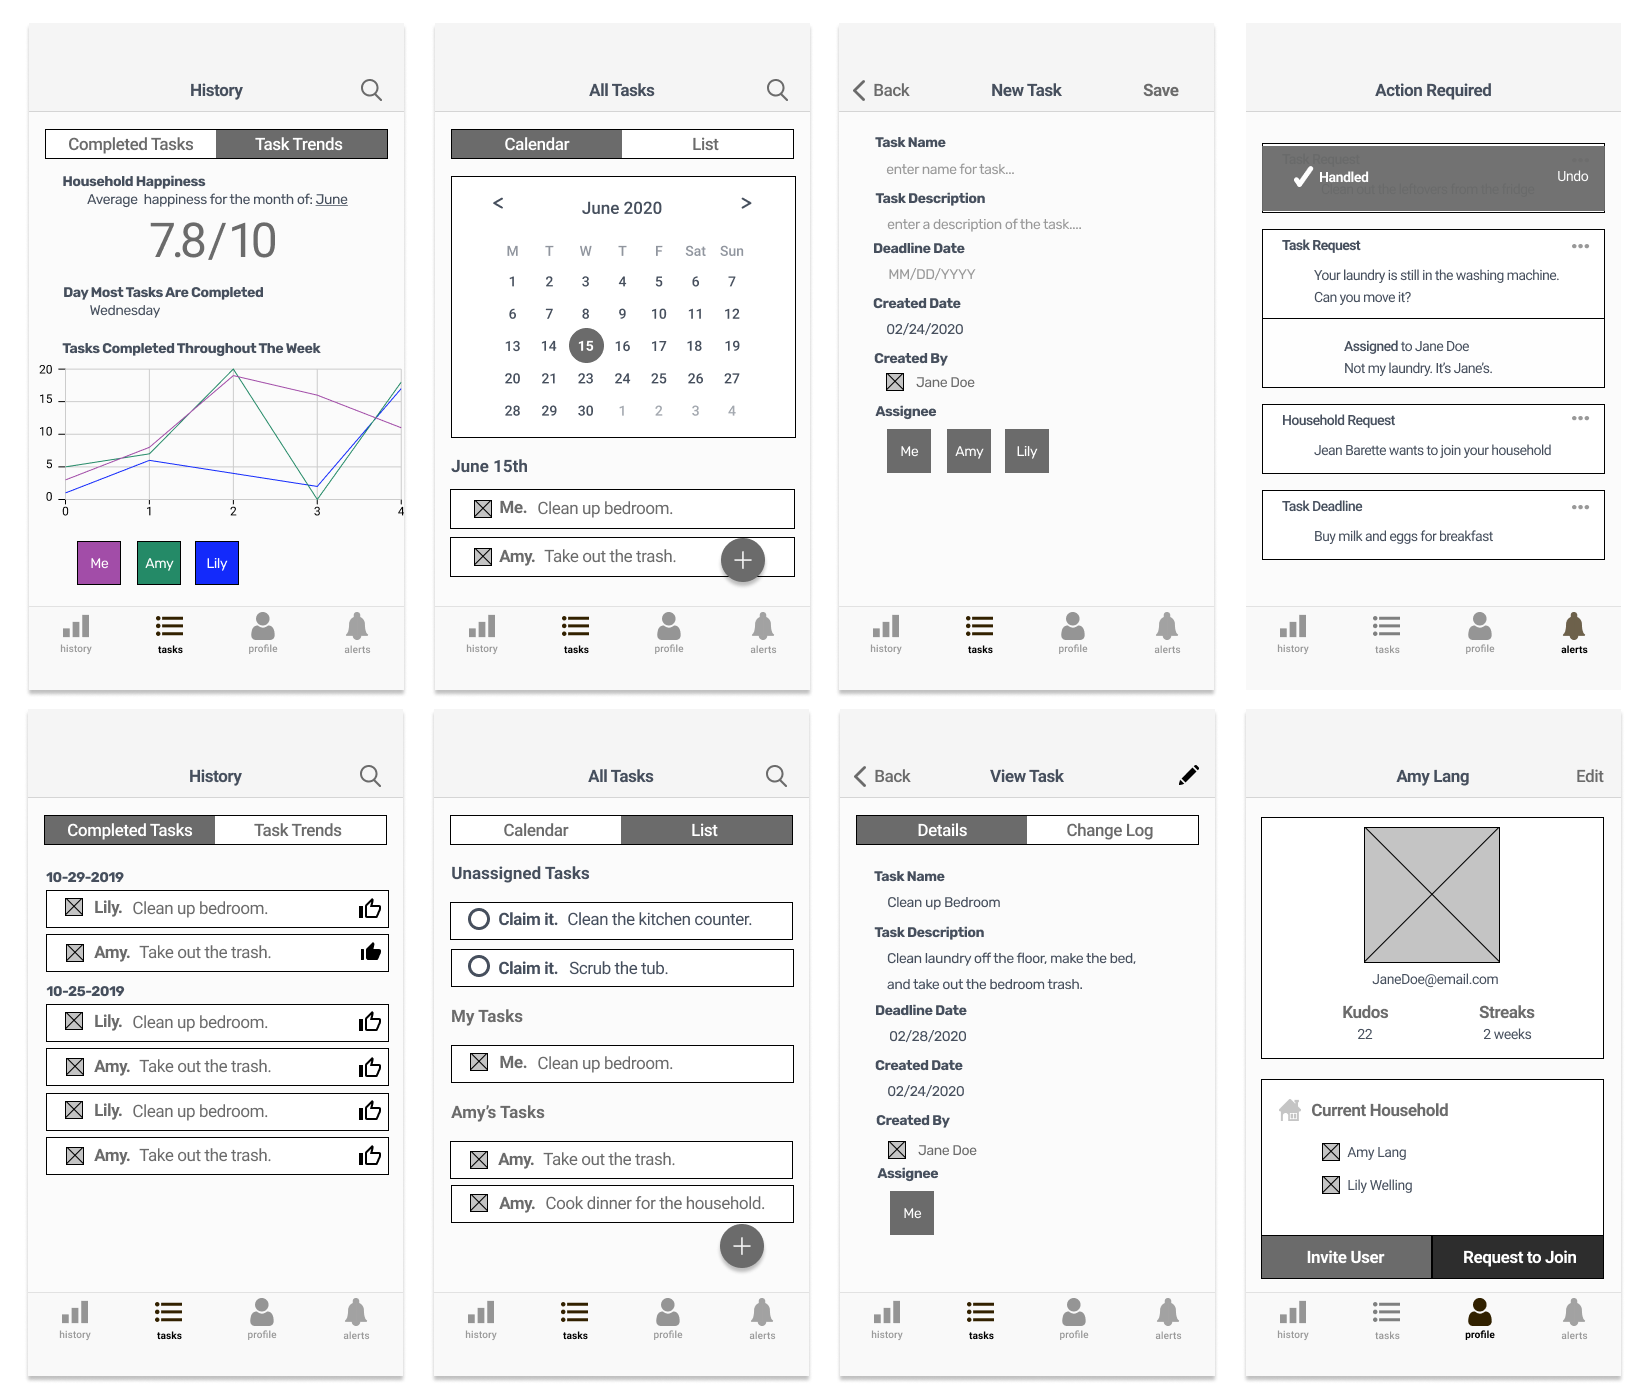 History
Completed Tasks Task Trends
Household Happiness
Average happiness for the month of: June
7.8/10
Day Most Tasks Are Completed
Wednesday
Tasks Completed Throughout The Week
20
15
10
5
0
0 1 2 3 4
Me Amy Lily
history tasks profile alerts
All Tasks
Calendar List
< June 2020 >
M T W T F Sat Sun
1 2 3 4 5 6 7
6 7 8 9 10 11 12
13 14 15 16 17 18 19
20 21 23 24 25 26 27
28 29 30 1 2 3 4
June 15th
Me. Clean up bedroom.
Amy. Take out the trash.
+
history tasks profile alerts
Back New Task Save
Task Name
enter name for task...
Task Description
enter a description of the task....
Deadline Date
MM/DD/YYYY
Created Date
02/24/2020
Created By
Jane Doe
Assignee
Me Amy Lily
history tasks profile alerts
Action Required
Task Request
Handled Undo
Clean out the leftovers from the fridge.
Task Request
Your laundry is still in the washing machine.
Can you move it?
Assigned to Jane Doe
Not my laundry. It's Jane's.
Household Request
Jean Barette wants to join your household
Task Deadline
Buy milk and eggs for breakfast
history tasks profile alerts
History
Completed Tasks Task Trends
10-29-2019
Lily. Clean up bedroom.
Amy. Take out the trash.
10-25-2019
Lily. Clean up bedroom.
Amy. Take out the trash.
Lily. Clean up bedroom.
Amy. Take out the trash.
history tasks profile alerts
All Tasks
Calendar List
Unassigned Tasks
Claim it. Clean the kitchen counter.
Claim it. Scrub the tub.
My Tasks
Me. Clean up bedroom.
Amy's Tasks
Amy. Take out the trash.
Amy. Cook dinner for the household.
+
history tasks profile alerts
Back View Task
Details Change Log
Task Name
Clean up Bedroom
Task Description
Clean laundry off the floor, make the bed,
and take out the bedroom trash.
Deadline Date
02/28/2020
Created Date
02/24/2020
Created By
Jane Doe
Assignee
Me
history tasks profile alerts
Amy Lang Edit
JaneDoe@email.com
Kudos Streaks
22 2 weeks
Current Household
Amy Lang
Lily Welling
Invite User Request to Join
history tasks profile alerts